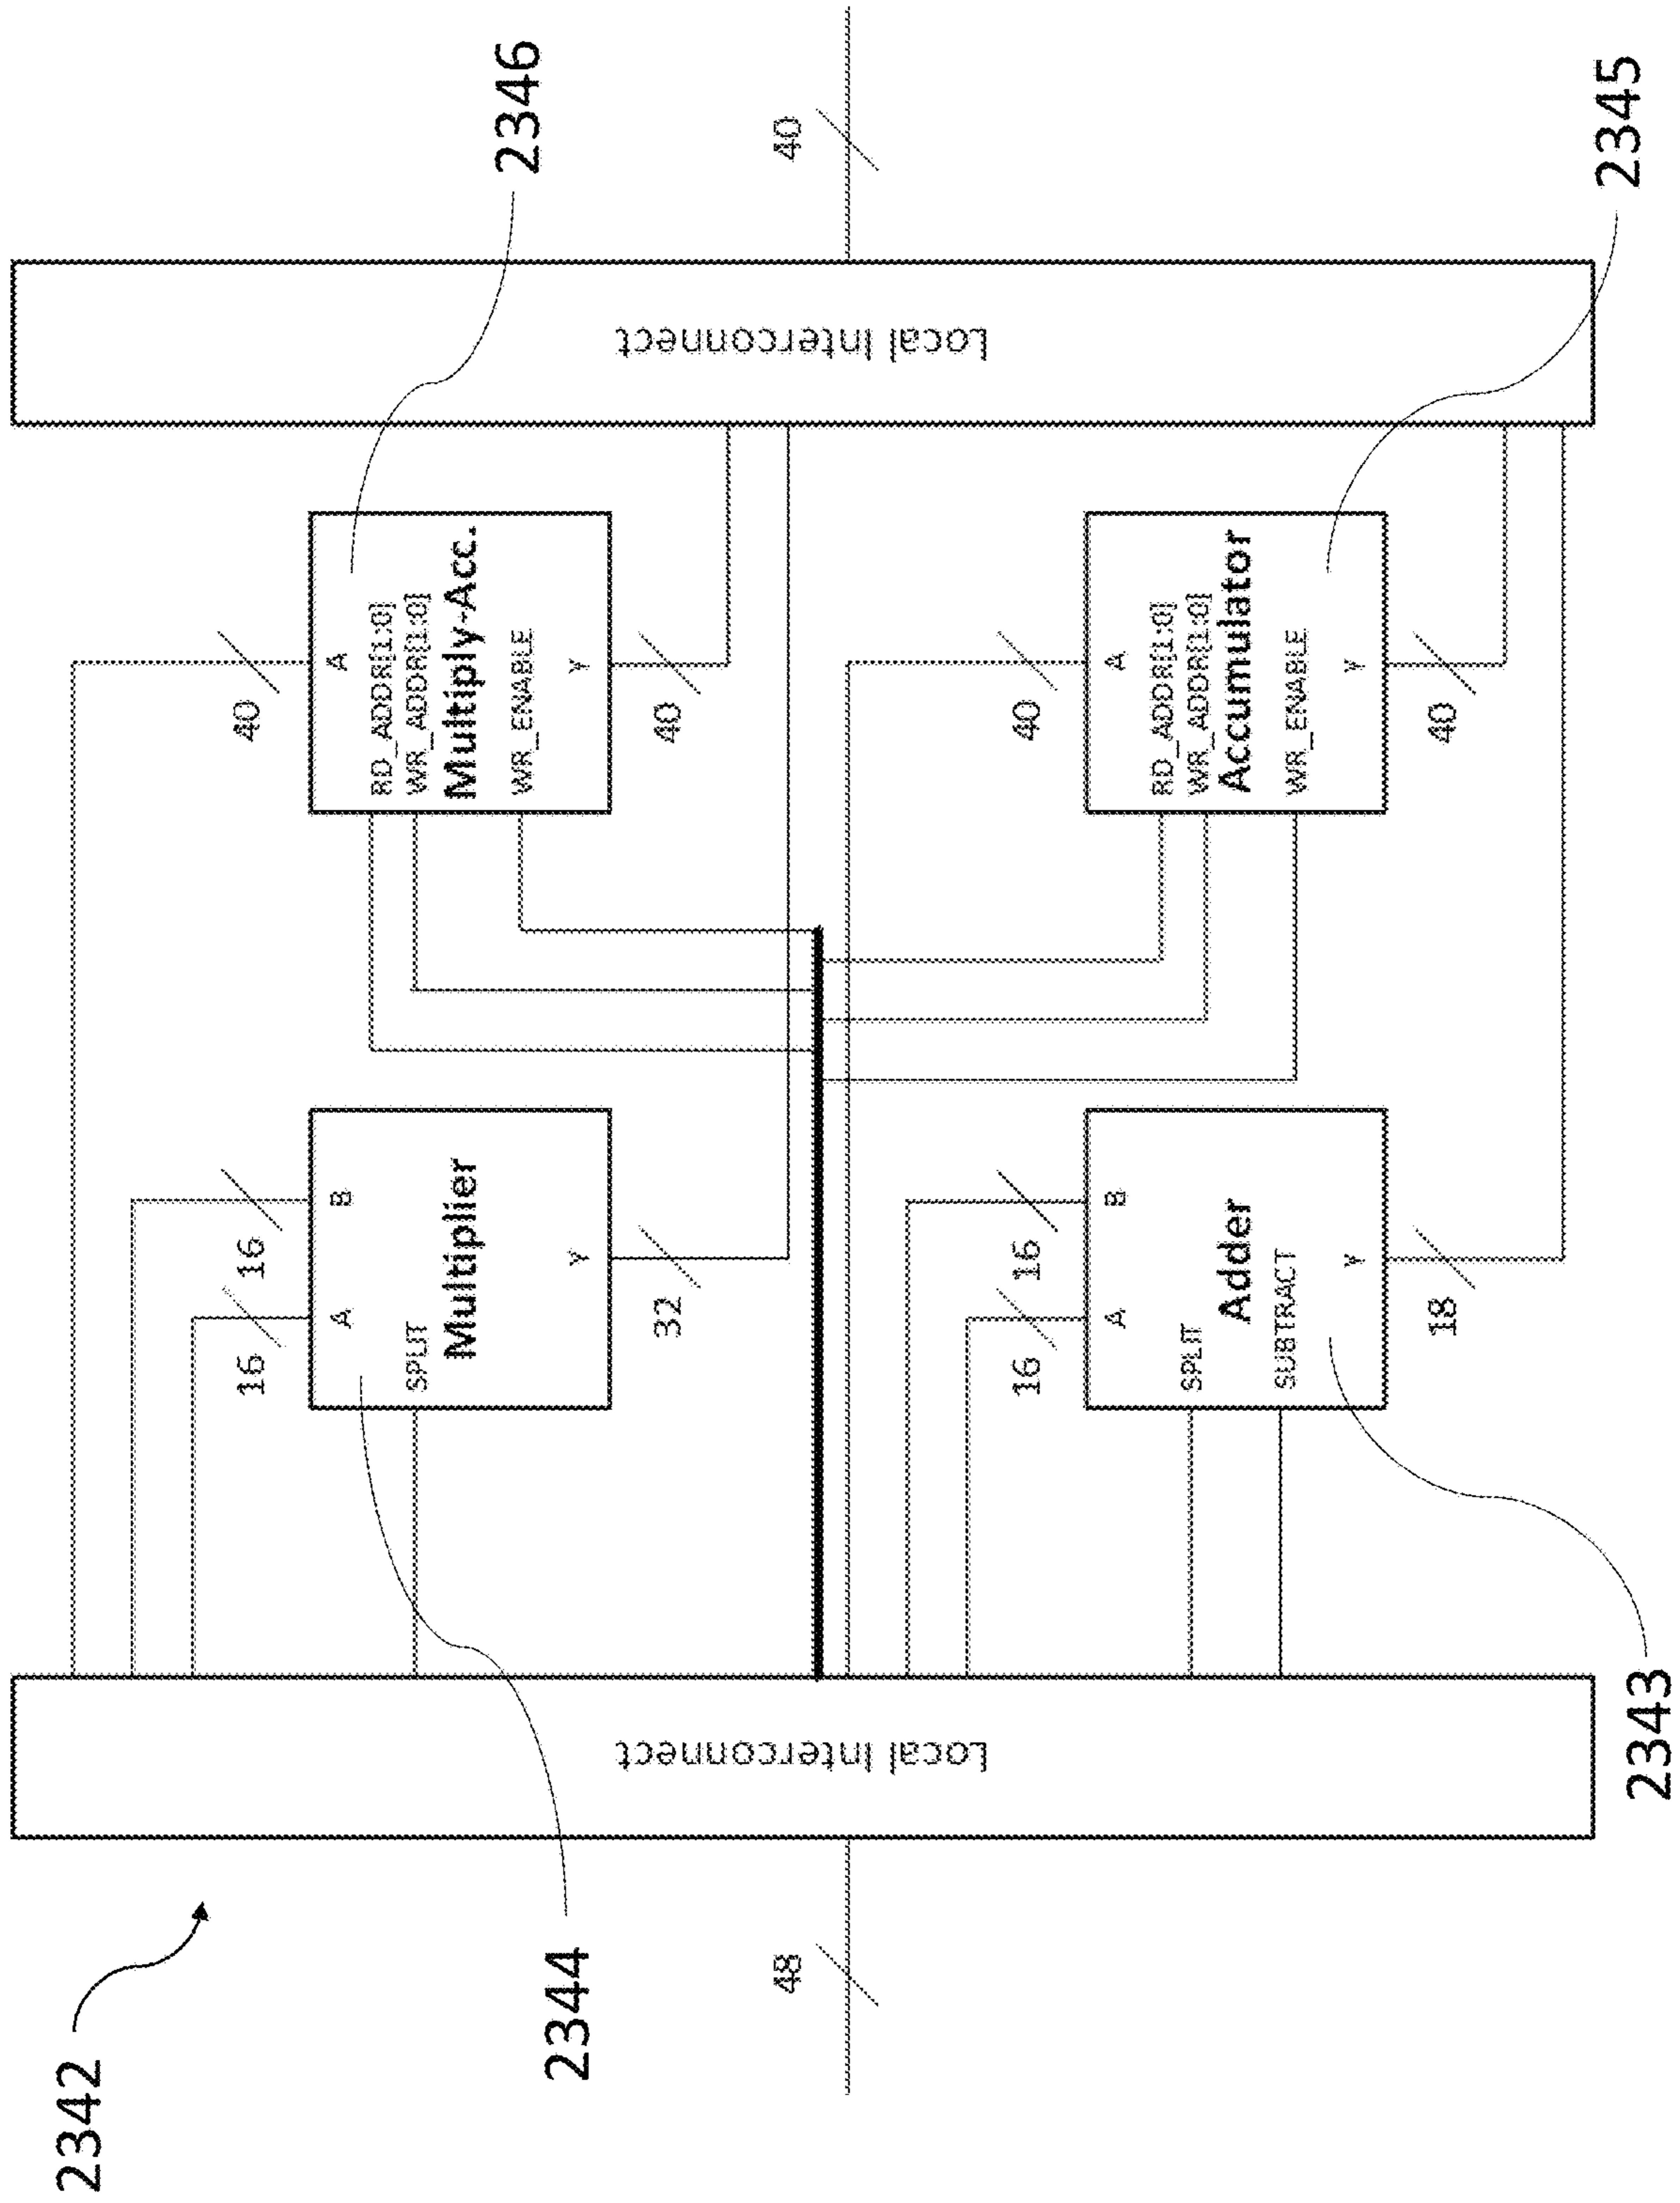 2342
48
Local Interconnect
2344
16
16
A
B
SPLIT
Multiplier
Y
32
40
A
RD_ADDR[1:0]
WR_ADDR[1:0]
Multiply-Acc.
WR_ENABLE
Y
40
2346
Local Interconnect
40
16
16
A
B
SPLIT
Adder
SUBTRACT
Y
18
2343
40
A
RD_ADDR[1:0]
WR_ADDR[1:0]
Accumulator
WR_ENABLE
Y
40
2345